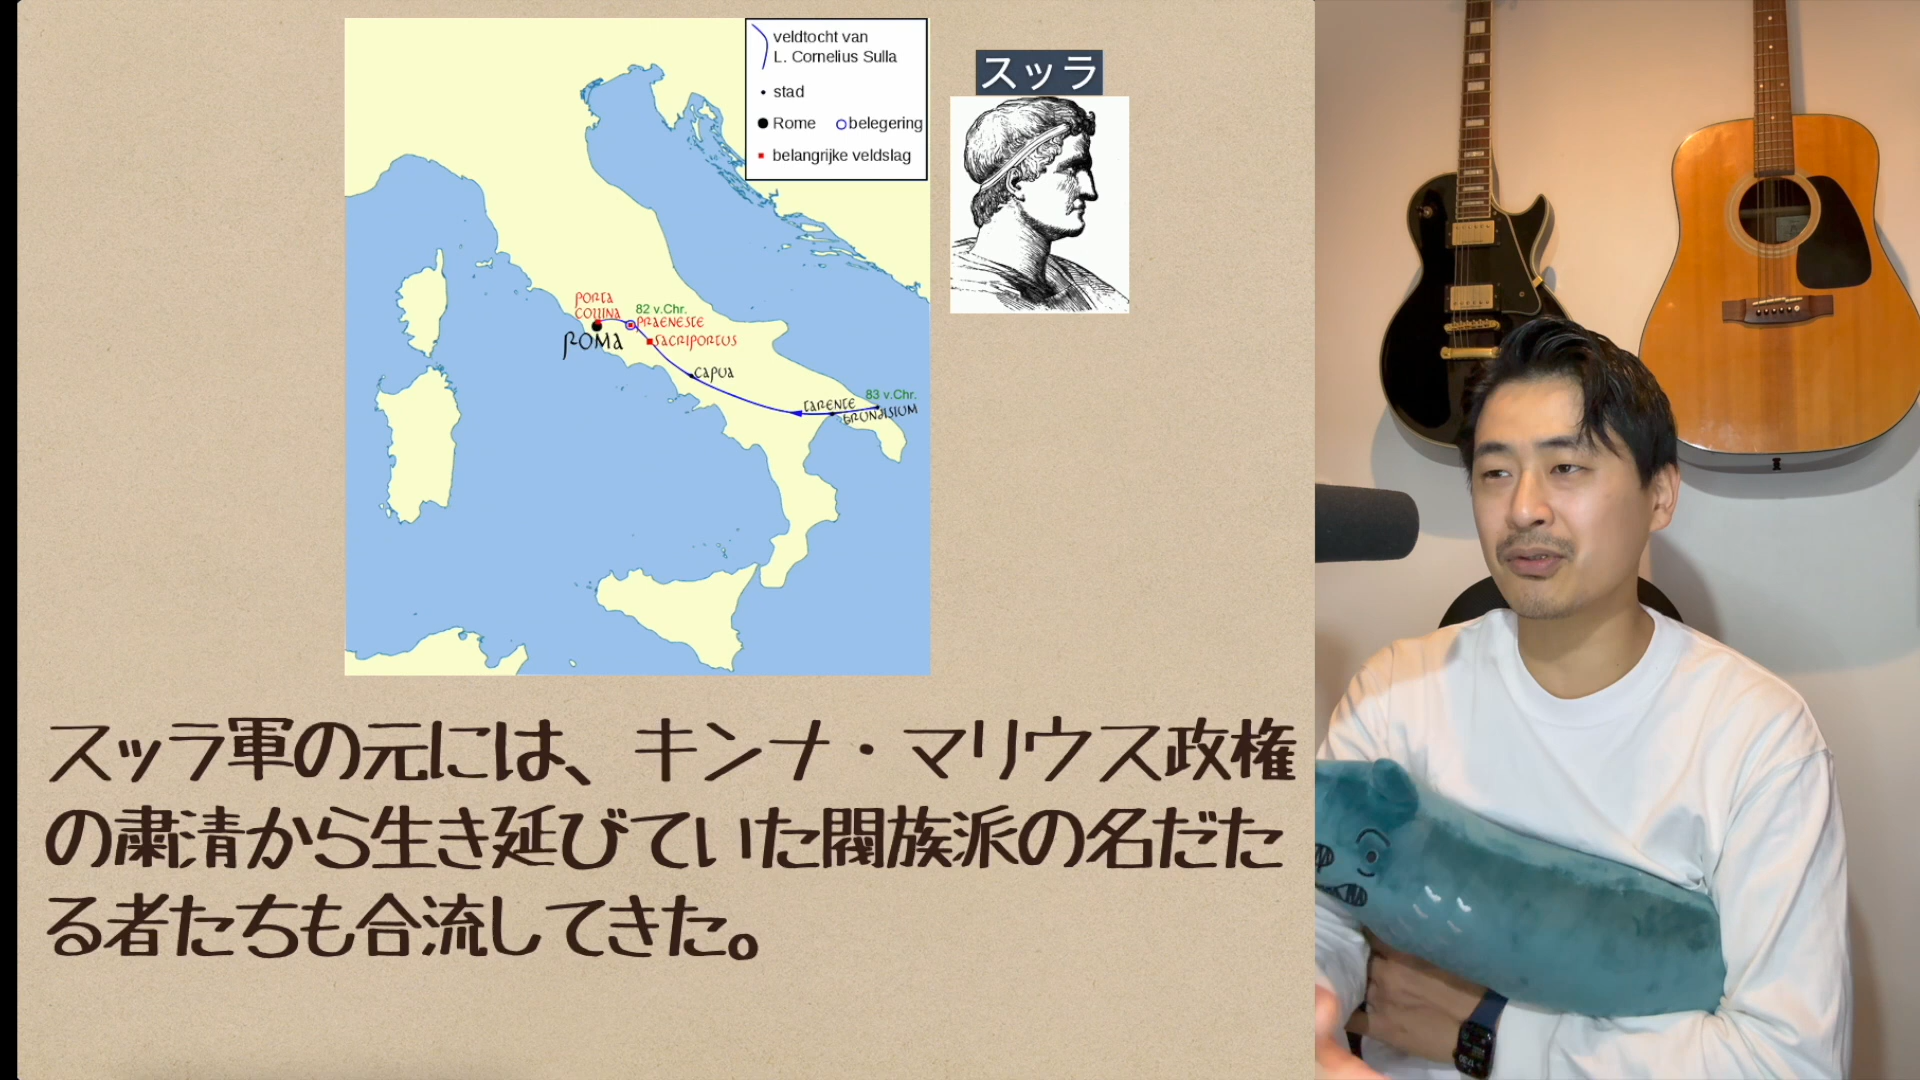 veldtocht van
L. Cornelius Sulla
stad
Rome
belegering
belangrijke veldslag
スッラ
PORTA
COLLINA
82 v.Chr.
PRAENESTE
ROMA
SACRIPORTUS
CAPUA
83 v.Chr.
TARENTE
BRUNDISIUM
スッラ軍の元には、キンナ・マリウス政権
の粛清から生き延びていた閥族派の名だた
る者たちも合流してきた。